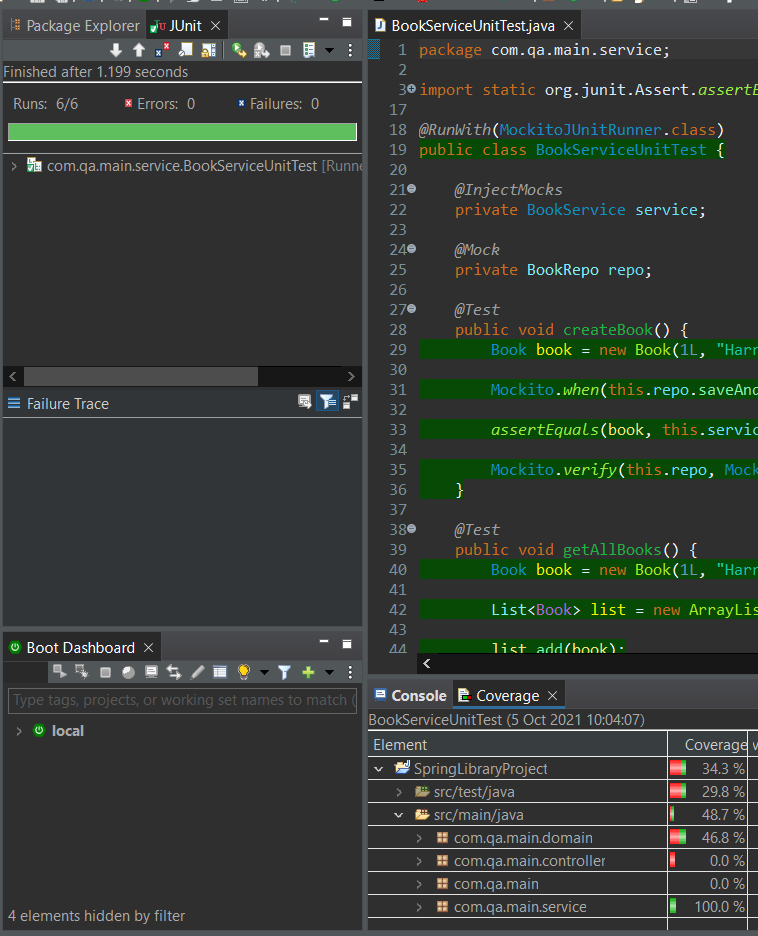 Package Explorer
JUnit
Finished after 1.199 seconds
Runs: 6/6
Errors: 0
Failures: 0
com.qa.main.service.BookServiceUnitTest [Runne
Failure Trace
Boot Dashboard
Type tags, projects, or working set names to match (
local
4 elements hidden by filter
BookServiceUnitTest.java
1 package com.qa.main.service;
2
3 import static org.junit.Assert.assertE
17
18 @RunWith(MockitoJUnitRunner.class)
19 public class BookServiceUnitTest {
20
21 @InjectMocks
22 private BookService service;
23
24 @Mock
25 private BookRepo repo;
26
27 @Test
28 public void createBook() {
29 Book book = new Book(1L, "Harr
30
31 Mockito.when(this.repo.saveAnd
32
33 assertEquals(book, this.servic
34
35 Mockito.verify(this.repo, Mock
36 }
37
38 @Test
39 public void getAllBooks() {
40 Book book = new Book(1L, "Harr
41
42 List<Book> list = new ArrayLis
43
44 list.add(book);
Console
Coverage
BookServiceUnitTest (5 Oct 2021 10:04:07)
Element Coverage
SpringLibraryProject 34.3 %
src/test/java 29.8 %
src/main/java 48.7 %
com.qa.main.domain 46.8 %
com.qa.main.controller 0.0 %
com.qa.main 0.0 %
com.qa.main.service 100.0 %